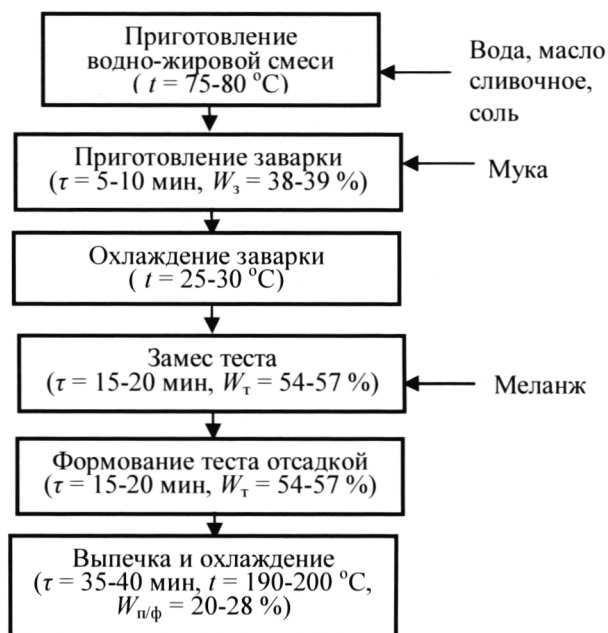 Приготовление
водно-жировой смеси
( t = 75-80 °С)
Вода, масло
сливочное,
соль
Приготовление заварки
(τ = 5-10 мин, Wз = 38-39 %)
Мука
Охлаждение заварки
( t = 25-30 °С)
Замес теста
(τ = 15-20 мин, Wт = 54-57 %)
Меланж
Формование теста отсадкой
(τ = 15-20 мин, Wт = 54-57 %)
Выпечка и охлаждение
(τ = 35-40 мин, t = 190-200 °С,
Wп/ф = 20-28 %)